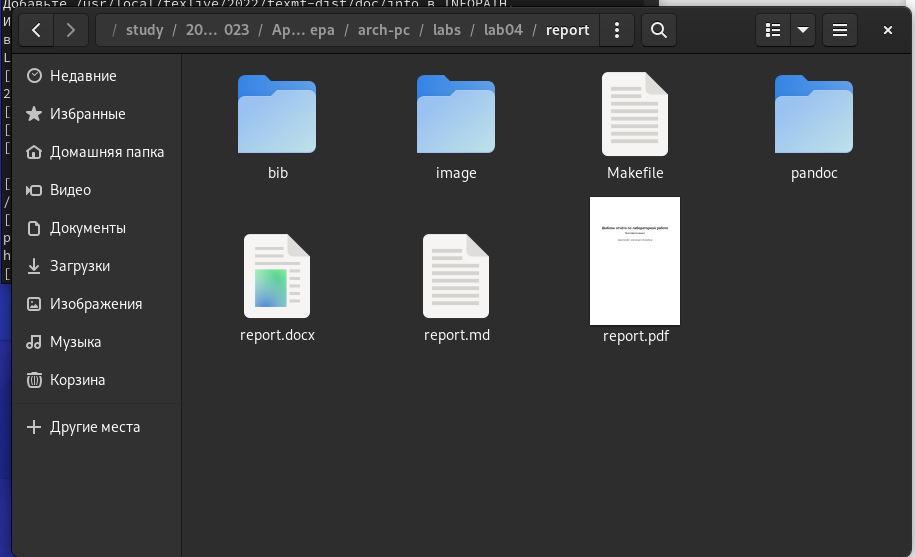 Добавьте /usr/local/texlive/2022/texmf-dist/doc/info в INFOPATH.
/ study / 20... 023 / Ap... epa / arch-pc / labs / lab04 / report
Недавние
Избранные
Домашняя папка
Видео
Документы
Загрузки
Изображения
Музыка
Корзина
Другие места
bib
image
Makefile
pandoc
report.docx
report.md
report.pdf